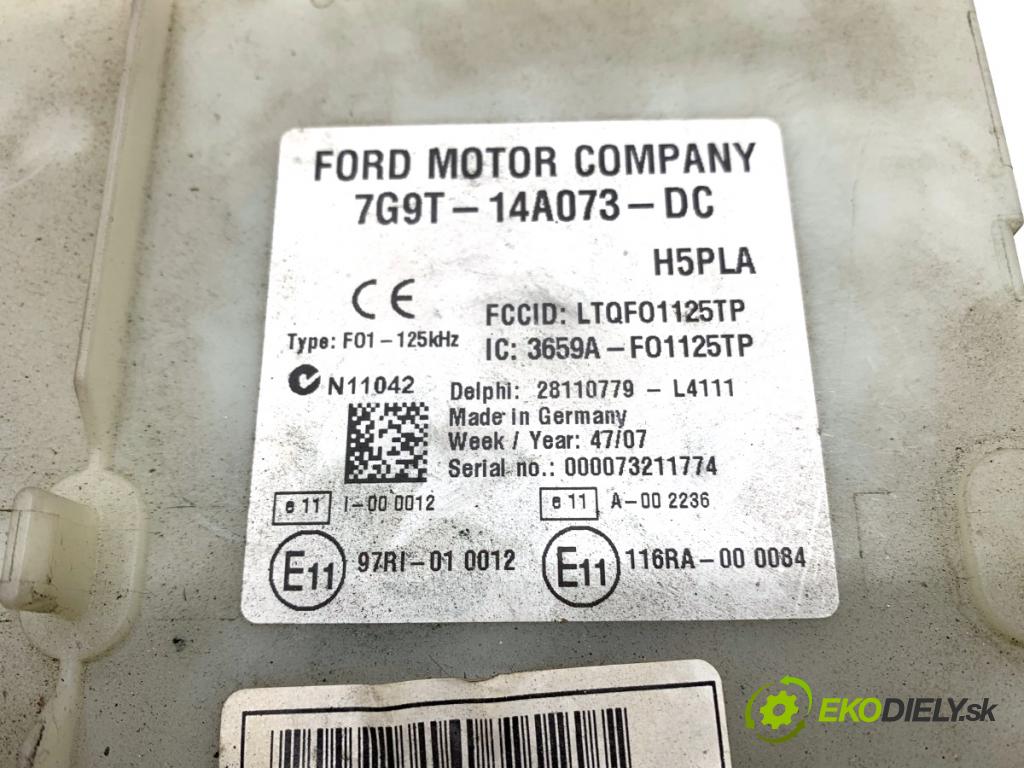 FORD MOTOR COMPANY
7G9T-14A073-DC
H5PLA
CE
FCCID: LTQFO1125TP
Type: FO1-125kHz
IC: 3659A-FO1125TP
N11042
Delphi: 28110779-L4111
Made in Germany
Week / Year: 47/07
Serial no.: 000073211774
e 11 I-00 0012
e 11 A-00 2236
E11 97RI-01 0012
E11 116RA-00 0084
EKODIELY.sk